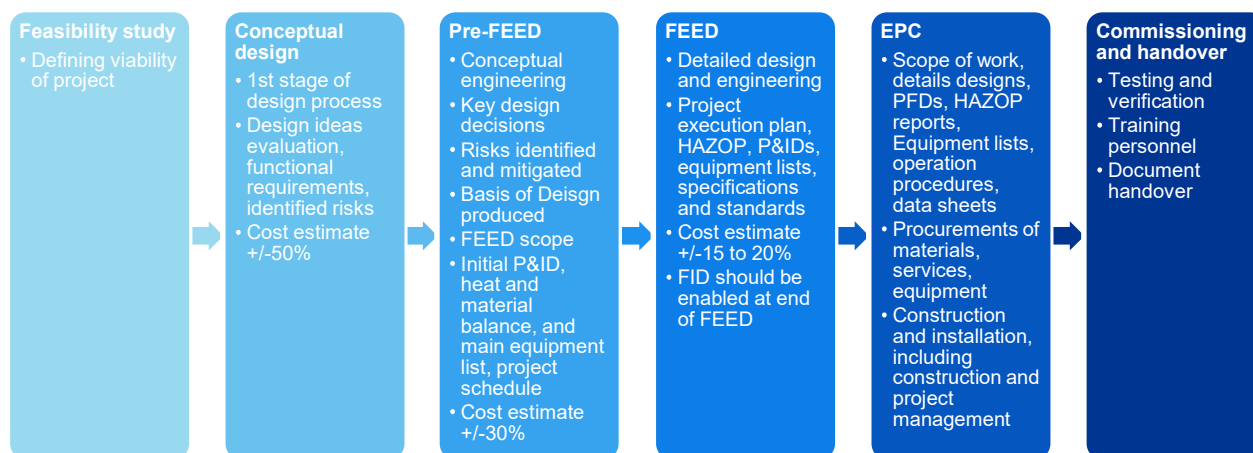 Feasibility study
• Defining viability
of project
Conceptual
design
• 1st stage of
design process
• Design ideas
evaluation,
functional
requirements,
identified risks
• Cost estimate
+/-50%
Pre-FEED
• Conceptual
engineering
• Key design
decisions
• Risks identified
and mitigated
• Basis of Deisgn
produced
• FEED scope
• Initial P&ID,
heat and
material
balance, and
main equipment
list, project
schedule
• Cost estimate
+/-30%
FEED
• Detailed design
and engineering
• Project
execution plan,
HAZOP, P&IDs,
equipment lists,
specifications
and standards
• Cost estimate
+/-15 to 20%
• FID should be
enabled at end
of FEED
EPC
• Scope of work,
details designs,
PFDs, HAZOP
reports,
Equipment lists,
operation
procedures,
data sheets
• Procurements of
materials,
services,
equipment
• Construction
and installation,
including
construction and
project
management
Commissioning
and handover
• Testing and
verification
• Training
personnel
• Document
handover